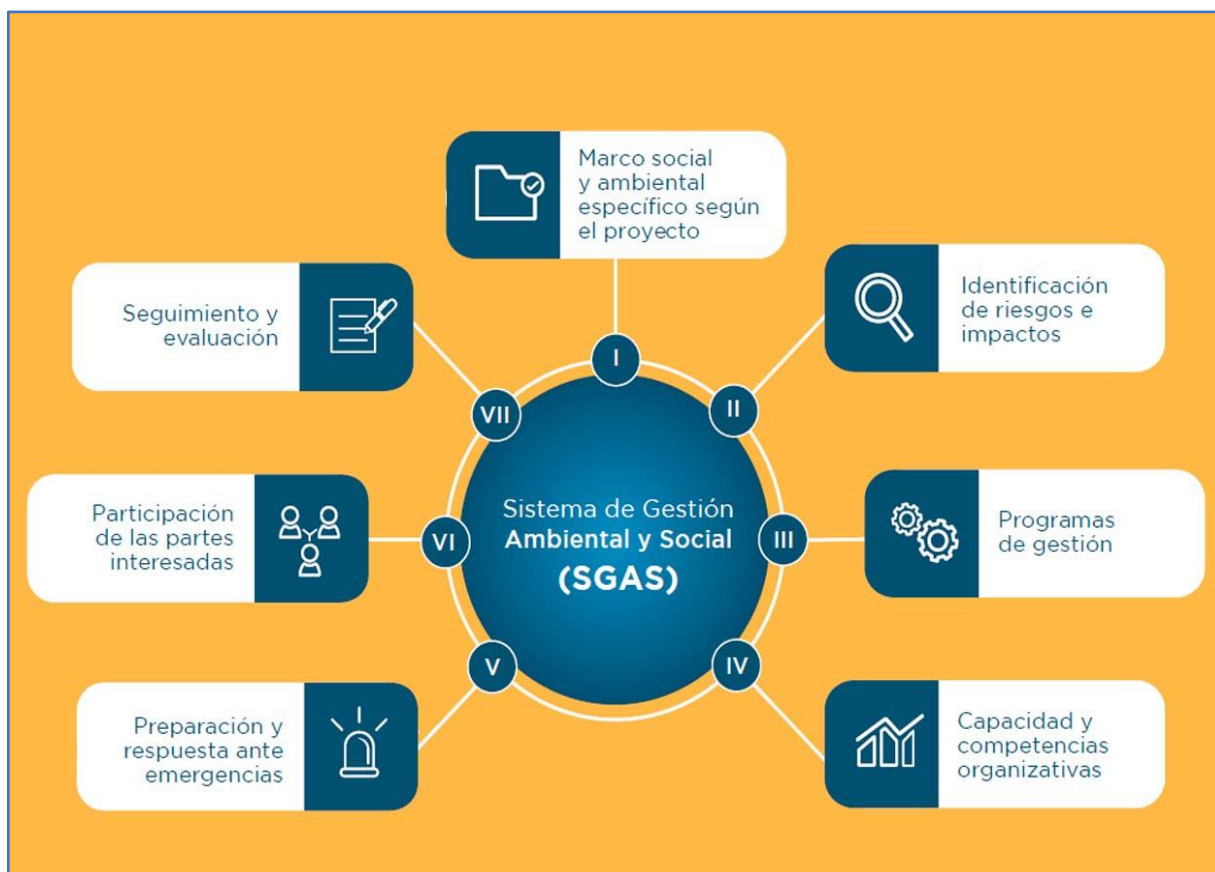 Marco social
y ambiental
específico según
el proyecto
Identificación
de riesgos e
impactos
Programas
de gestión
Capacidad y
competencias
organizativas
Preparación y
respuesta ante
emergencias
Participación
de las partes
interesadas
Seguimiento y
evaluación
I
II
III
IV
V
VI
VII
Sistema de Gestión
Ambiental y Social
(SGAS)